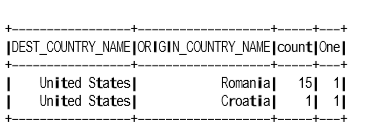 +-----------------+-------------------+-----+---+
|DEST_COUNTRY_NAME|ORIGIN_COUNTRY_NAME|count|One|
+-----------------+-------------------+-----+---+
|    United States|            Romania|   15|  1|
|    United States|            Croatia|    1|  1|
+-----------------+-------------------+-----+---+